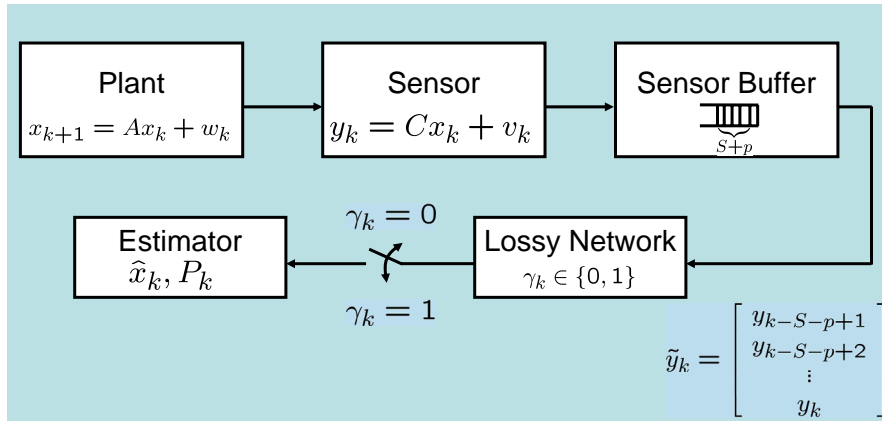 Plant
x_{k+1} = Ax_k + w_k
Sensor
y_k = Cx_k + v_k
Sensor Buffer
S+p
Estimator
x̂_k, P_k
γ_k = 0
γ_k = 1
Lossy Network
γ_k ∈ {0, 1}
ỹ_k = [
y_{k−S−p+1}
y_{k−S−p+2}
⋮
y_k
]